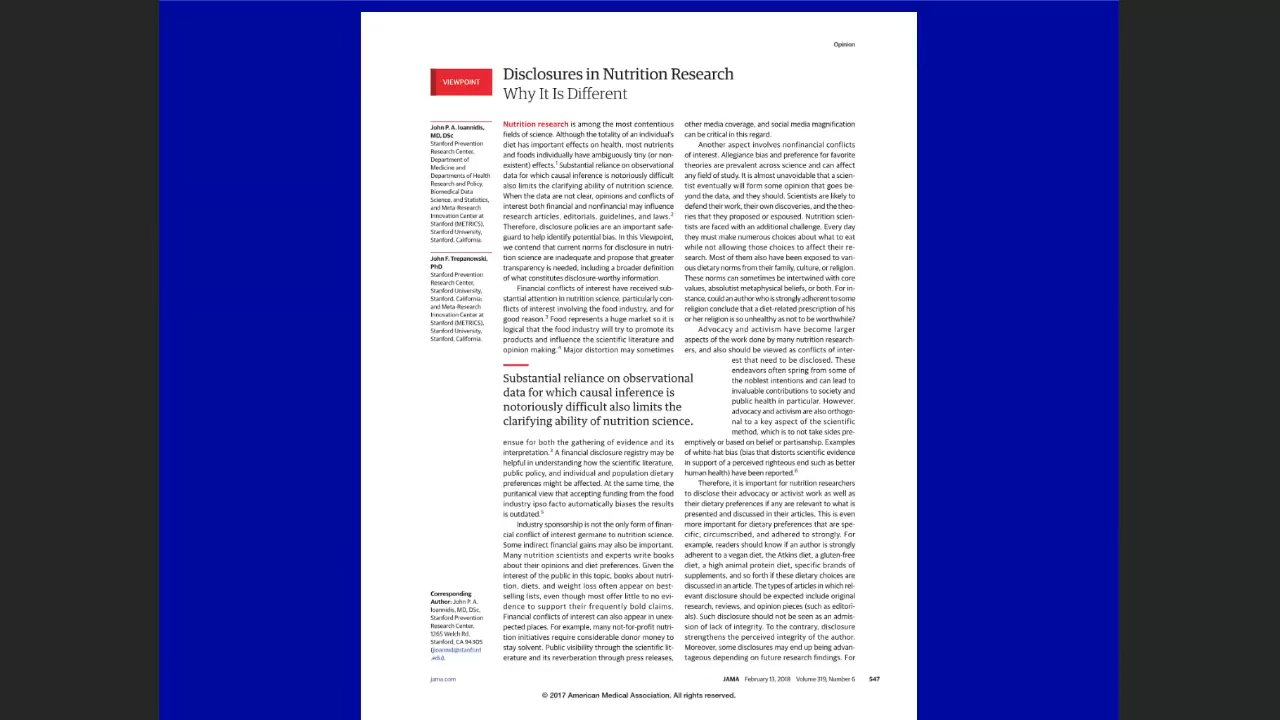 Opinion
VIEWPOINT
Disclosures in Nutrition Research
Why It Is Different
John P. A. Ioannidis,
MD, DSc
Stanford Prevention
Research Center,
Department of
Medicine and
Departments of Health
Research and Policy,
Biomedical Data
Science, and Statistics,
and Meta-Research
Innovation Center at
Stanford (METRICS),
Stanford University,
Stanford, California.
John F. Trepanowski,
PhD
Stanford Prevention
Research Center,
Stanford University,
Stanford, California;
and Meta-Research
Innovation Center at
Stanford (METRICS),
Stanford University,
Stanford, California.
Corresponding
Author: John P. A.
Ioannidis, MD, DSc,
Stanford Prevention
Research Center,
1265 Welch Rd,
Stanford, CA 94305
(jioannid@stanford
.edu).
Nutrition research is among the most contentious
fields of science. Although the totality of an individual's
diet has important effects on health, most nutrients
and foods individually have ambiguously tiny (or non-
existent) effects.1 Substantial reliance on observational
data for which causal inference is notoriously difficult
also limits the clarifying ability of nutrition science.
When the data are not clear, opinions and conflicts of
interest both financial and nonfinancial may influence
research articles, editorials, guidelines, and laws.2
Therefore, disclosure policies are an important safe-
guard to help identify potential bias. In this Viewpoint,
we contend that current norms for disclosure in nutri-
tion science are inadequate and propose that greater
transparency is needed, including a broader definition
of what constitutes disclosure-worthy information.
Financial conflicts of interest have received sub-
stantial attention in nutrition science, particularly con-
flicts of interest involving the food industry, and for
good reason.3 Food represents a huge market so it is
logical that the food industry will try to promote its
products and influence the scientific literature and
opinion making.4 Major distortion may sometimes
Substantial reliance on observational
data for which causal inference is
notoriously difficult also limits the
clarifying ability of nutrition science.
ensue for both the gathering of evidence and its
interpretation.3 A financial disclosure registry may be
helpful in understanding how the scientific literature,
public policy, and individual and population dietary
preferences might be affected. At the same time, the
puritanical view that accepting funding from the food
industry ipso facto automatically biases the results
is outdated.5
Industry sponsorship is not the only form of finan-
cial conflict of interest germane to nutrition science.
Some indirect financial gains may also be important.
Many nutrition scientists and experts write books
about their opinions and diet preferences. Given the
interest of the public in this topic, books about nutri-
tion, diets, and weight loss often appear on best-
selling lists, even though most offer little to no evi-
dence to support their frequently bold claims.
Financial conflicts of interest can also appear in unex-
pected places. For example, many not-for-profit nutri-
tion initiatives require considerable donor money to
stay solvent. Public visibility through the scientific lit-
erature and its reverberation through press releases,
other media coverage, and social media magnification
can be critical in this regard.
Another aspect involves nonfinancial conflicts
of interest. Allegiance bias and preference for favorite
theories are prevalent across science and can affect
any field of study. It is almost unavoidable that a scien-
tist eventually will form some opinion that goes be-
yond the data, and they should. Scientists are likely to
defend their work, their own discoveries, and the theo-
ries that they proposed or espoused. Nutrition scien-
tists are faced with an additional challenge. Every day
they must make numerous choices about what to eat
while not allowing those choices to affect their re-
search. Most of them also have been exposed to vari-
ous dietary norms from their family, culture, or religion.
These norms can sometimes be intertwined with core
values, absolutist metaphysical beliefs, or both. For in-
stance, could an author who is strongly adherent to some
religion conclude that a diet-related prescription of his
or her religion is so unhealthy as not to be worthwhile?
Advocacy and activism have become larger
aspects of the work done by many nutrition research-
ers, and also should be viewed as conflicts of inter-
est that need to be disclosed. These
endeavors often spring from some of
the noblest intentions and can lead to
invaluable contributions to society and
public health in particular. However,
advocacy and activism are also orthogo-
nal to a key aspect of the scientific
method, which is to not take sides pre-
emptively or based on belief or partisanship. Examples
of white-hat bias (bias that distorts scientific evidence
in support of a perceived righteous end such as better
human health) have been reported.6
Therefore, it is important for nutrition researchers
to disclose their advocacy or activist work as well as
their dietary preferences if any are relevant to what is
presented and discussed in their articles. This is even
more important for dietary preferences that are spe-
cific, circumscribed, and adhered to strongly. For
example, readers should know if an author is strongly
adherent to a vegan diet, the Atkins diet, a gluten-free
diet, a high animal protein diet, specific brands of
supplements, and so forth if these dietary choices are
discussed in an article. The types of articles in which rel-
evant disclosure should be expected include original
research, reviews, and opinion pieces (such as editori-
als). Such disclosure should not be seen as an admis-
sion of lack of integrity. To the contrary, disclosure
strengthens the perceived integrity of the author.
Moreover, some disclosures may end up being advan-
tageous depending on future research findings. For
jama.com
JAMA February 13, 2018 Volume 319, Number 6 547
© 2017 American Medical Association. All rights reserved.